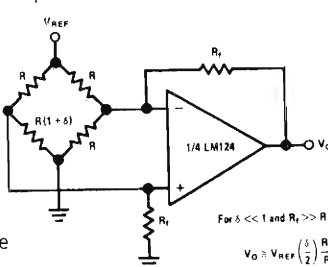 VREF
Rf
R
R
R(1 + δ)
R
−
1/4 LM124
VO
+
Rf
For δ << 1 and Rf >> R
VO ≅ VREF (δ/2) R
e